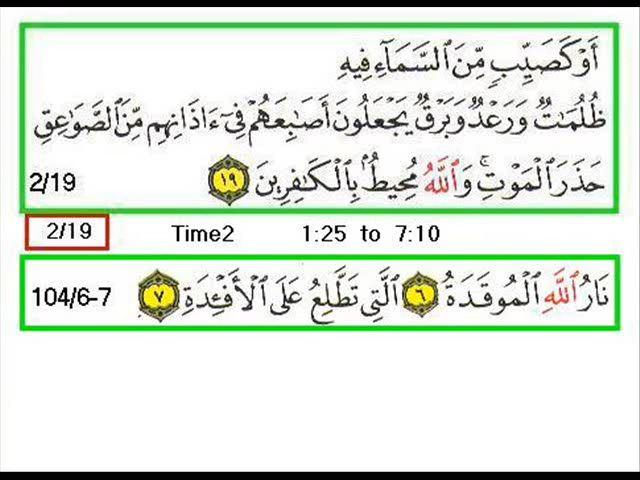 أَوْ كَصَيِّبٍ مِّنَ ٱلسَّمَآءِ فِيهِ
ظُلُمَٰتٌ وَرَعْدٌ وَبَرْقٌ يَجْعَلُونَ أَصَٰبِعَهُمْ فِىٓ ءَاذَانِهِم مِّنَ ٱلصَّوَٰعِقِ
حَذَرَ ٱلْمَوْتِ ۚ وَٱللَّهُ مُحِيطٌۢ بِٱلْكَٰفِرِينَ ١٩ 2/19
2/19 Time2 1:25 to 7:10
نَارُ ٱللَّهِ ٱلْمُوقَدَةُ ٦ ٱلَّتِى تَطَّلِعُ عَلَى ٱلْأَفْـِٔدَةِ ٧ 104/6-7